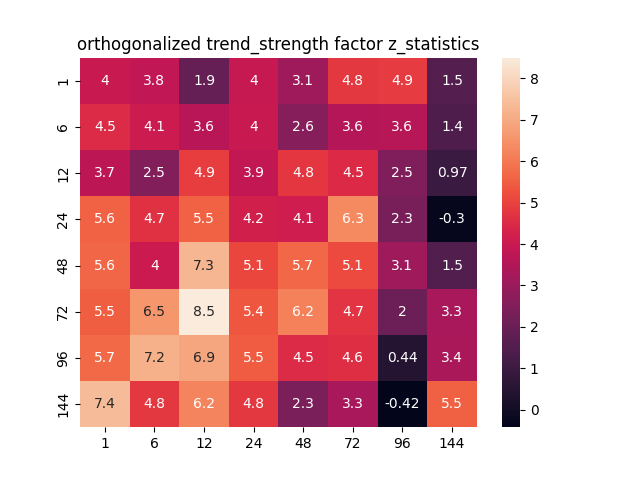 orthogonalized trend_strength factor z_statistics
1 4 3.8 1.9 4 3.1 4.8 4.9 1.5
6 4.5 4.1 3.6 4 2.6 3.6 3.6 1.4
12 3.7 2.5 4.9 3.9 4.8 4.5 2.5 0.97
24 5.6 4.7 5.5 4.2 4.1 6.3 2.3 -0.3
48 5.6 4 7.3 5.1 5.7 5.1 3.1 1.5
72 5.5 6.5 8.5 5.4 6.2 4.7 2 3.3
96 5.7 7.2 6.9 5.5 4.5 4.6 0.44 3.4
144 7.4 4.8 6.2 4.8 2.3 3.3 -0.42 5.5
1 6 12 24 48 72 96 144
8
7
6
5
4
3
2
1
0